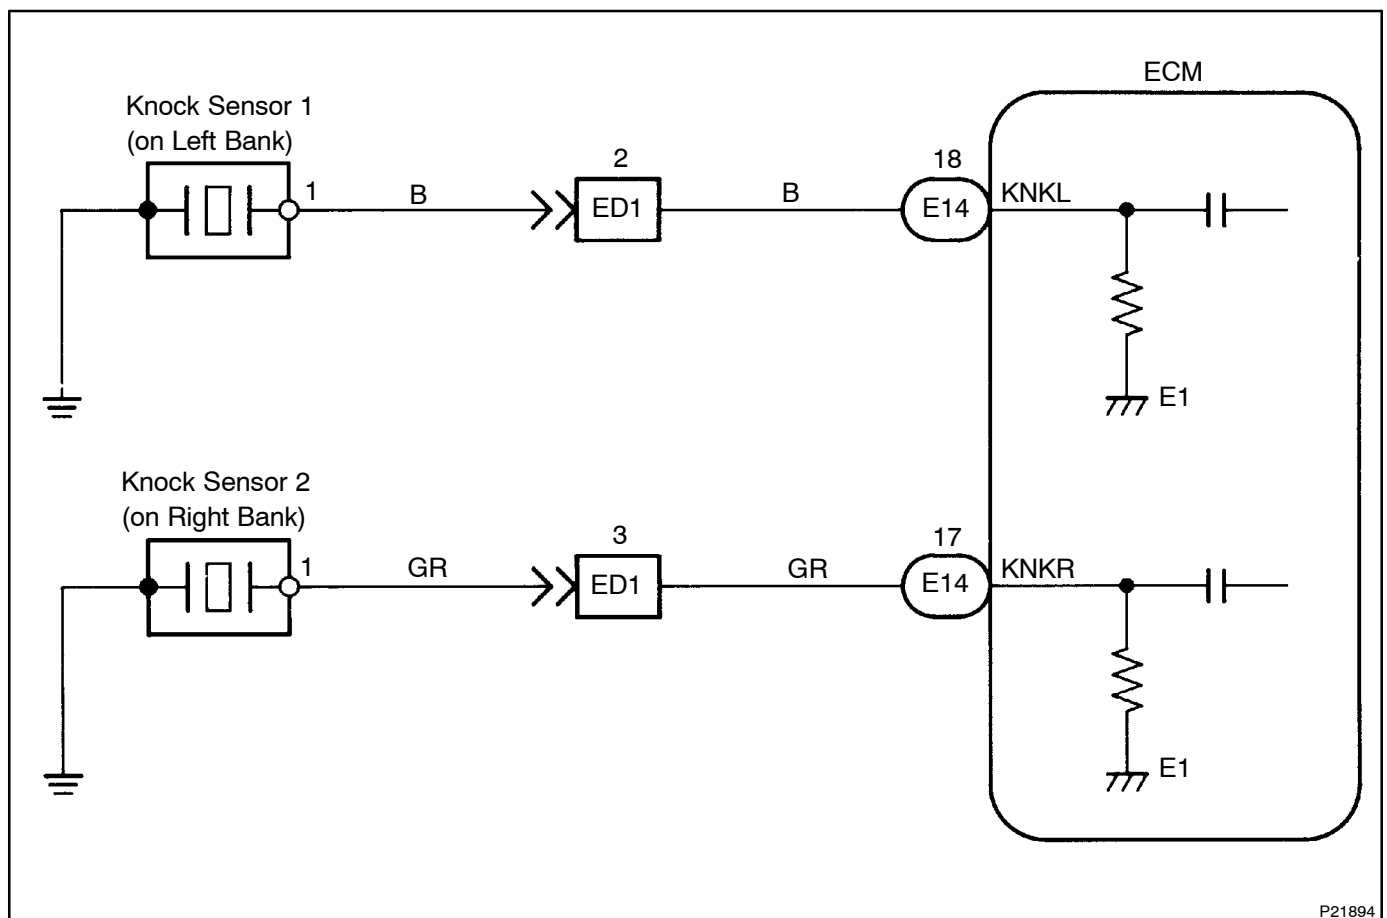 ECM
Knock Sensor 1
(on Left Bank)
1
B
2
ED1
B
18
E14
KNKL
E1
Knock Sensor 2
(on Right Bank)
1
GR
3
ED1
GR
17
E14
KNKR
E1
P21894